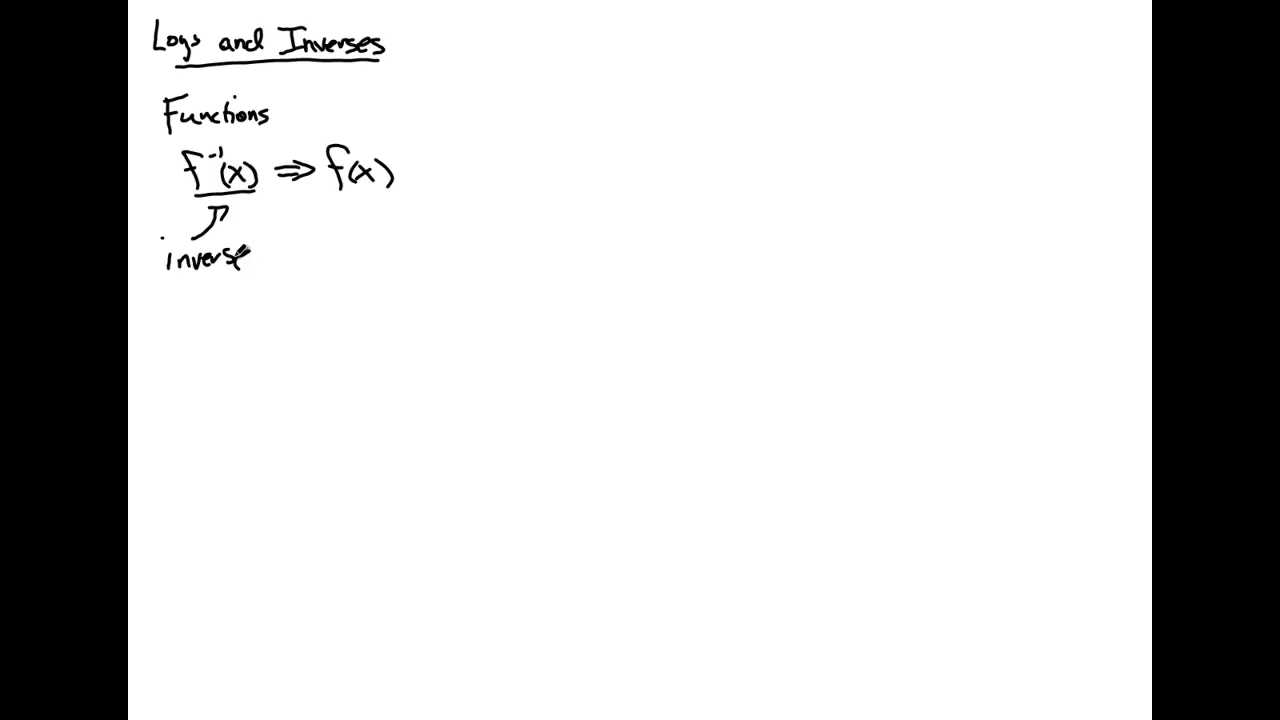 Logs and Inverses
Functions
f⁻¹(x) ⇒ f(x)
inverse